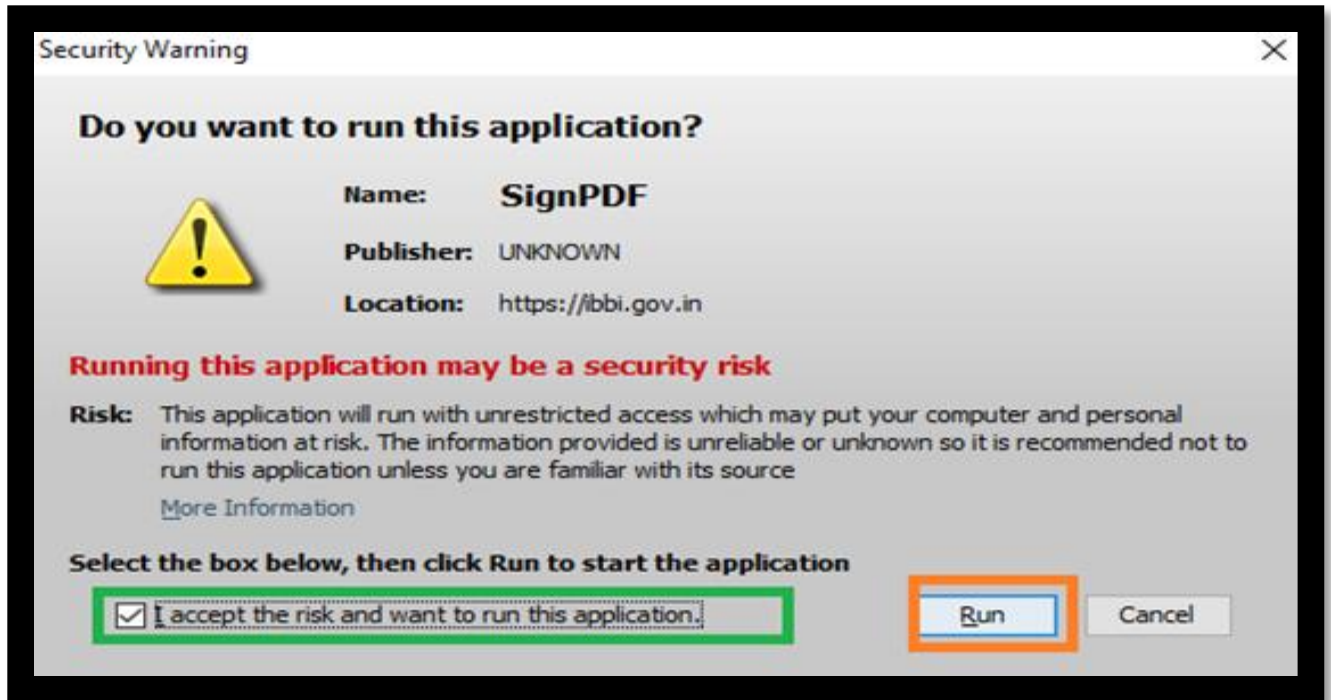 Security Warning
Do you want to run this application?
Name: SignPDF
Publisher: UNKNOWN
Location: https://ibbi.gov.in
Running this application may be a security risk
Risk: This application will run with unrestricted access which may put your computer and personal
information at risk. The information provided is unreliable or unknown so it is recommended not to
run this application unless you are familiar with its source
More Information
Select the box below, then click Run to start the application
I accept the risk and want to run this application.
Run Cancel